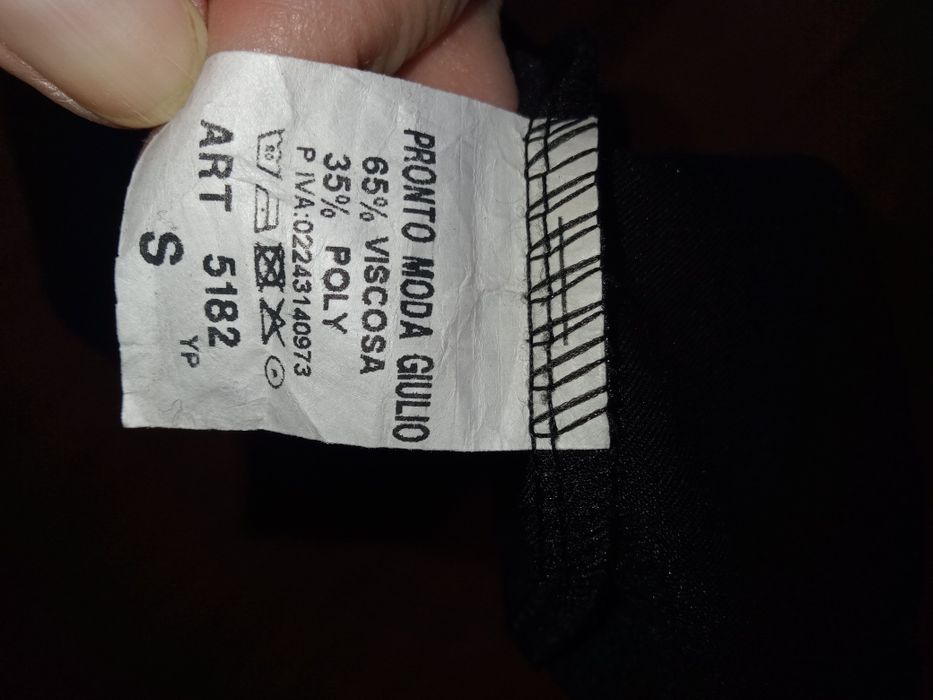 PRONTO MODA GIULIO
65% VISCOSA
35% POLY
P IVA:02243140973
ART 5182
S YP